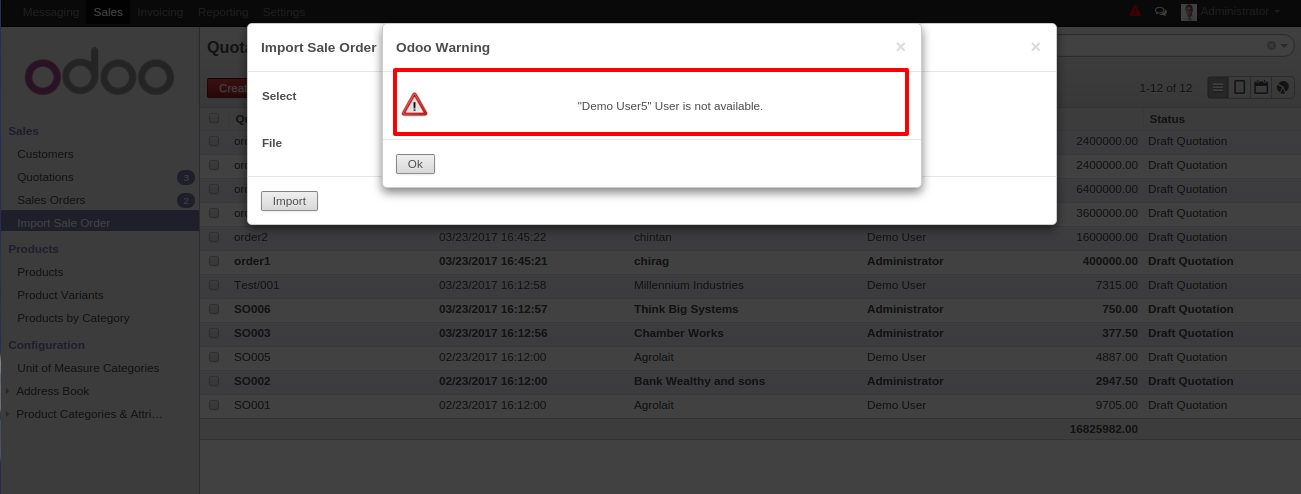 Messaging Sales Invoicing Reporting Settings Administrator
odoo
Quota
Import Sale Order
Odoo Warning
×
×
Creat
1-12 of 12
Select
"Demo User5" User is not available.
File
Ok
Import
Sales
Customers
Quotations 3
Sales Orders 2
Import Sale Order
Products
Products
Product Variants
Products by Category
Configuration
Unit of Measure Categories
Address Book
Product Categories & Attri...
Status
2400000.00 Draft Quotation
2400000.00 Draft Quotation
6400000.00 Draft Quotation
3600000.00 Draft Quotation
order2 03/23/2017 16:45:22 chintan Demo User 1600000.00 Draft Quotation
order1 03/23/2017 16:45:21 chirag Administrator 400000.00 Draft Quotation
Test/001 03/23/2017 16:12:58 Millennium Industries Demo User 7315.00 Draft Quotation
SO006 03/23/2017 16:12:57 Think Big Systems Administrator 750.00 Draft Quotation
SO003 03/23/2017 16:12:56 Chamber Works Administrator 377.50 Draft Quotation
SO005 02/23/2017 16:12:00 Agrolait Demo User 4887.00 Draft Quotation
SO002 02/23/2017 16:12:00 Bank Wealthy and sons Administrator 2947.50 Draft Quotation
SO001 02/23/2017 16:12:00 Agrolait Demo User 9705.00 Draft Quotation
16825982.00